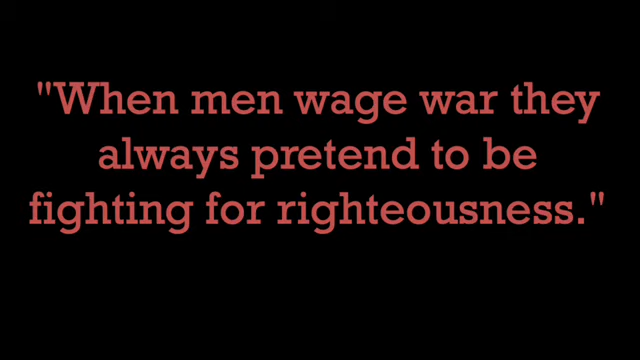 "When men wage war they
always pretend to be
fighting for righteousness."